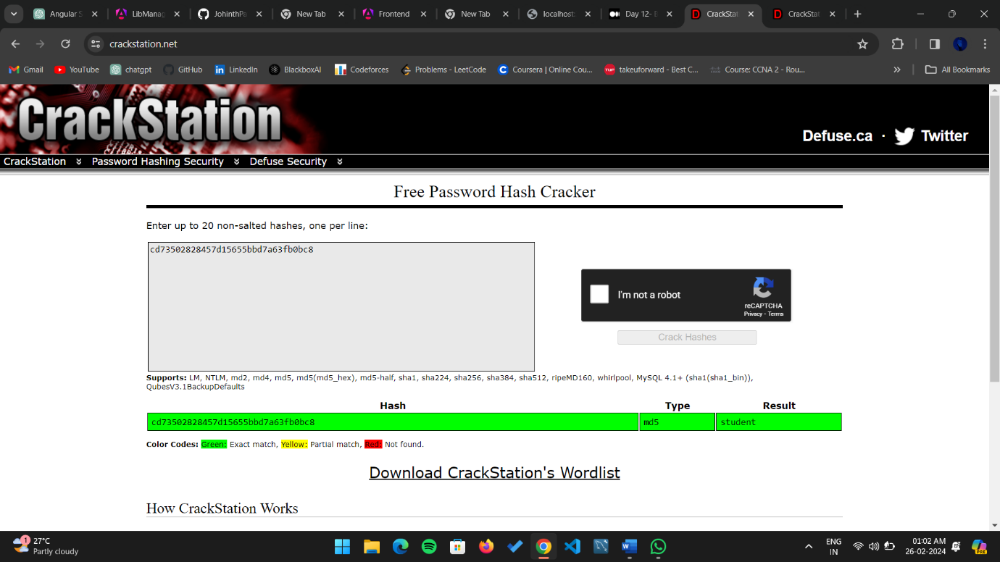 Angular S
LibManag
JohinthPa
New Tab
Frontend
New Tab
localhost:
Day 12- B
CrackStat
CrackStat
crackstation.net
Gmail
YouTube
chatgpt
GitHub
LinkedIn
BlackboxAI
Codeforces
Problems - LeetCode
Coursera | Online Cou...
takeuforward - Best C...
Course: CCNA 2 - Rou...
All Bookmarks
CrackStation
Defuse.ca · Twitter
CrackStation
Password Hashing Security
Defuse Security
Free Password Hash Cracker
Enter up to 20 non-salted hashes, one per line:
cd73502828457d15655bbd7a63fb0bc8
I'm not a robot
reCAPTCHA
Privacy - Terms
Crack Hashes
Supports: LM, NTLM, md2, md4, md5, md5(md5_hex), md5-half, sha1, sha224, sha256, sha384, sha512, ripeMD160, whirlpool, MySQL 4.1+ (sha1(sha1_bin)),
QubesV3.1BackupDefaults
Hash Type Result
cd73502828457d15655bbd7a63fb0bc8 md5 student
Color Codes: Green: Exact match, Yellow: Partial match, Red: Not found.
Download CrackStation's Wordlist
How CrackStation Works
1
27°C
Partly cloudy
ENG
IN
01:02 AM
26-02-2024
PRE